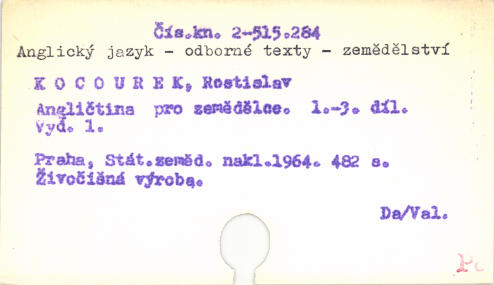 Čís.kn. 2-515.284
Anglický jazyk - odborné texty - zemědělství
K O C O U R E K, Rostislav
Angličtina pro zemědělce. 1.-3. díl.
Vyd. 1.
Praha, Stát.zeměd. nakl.1964. 482 s.
Živočišná výroba.
Da/Val.